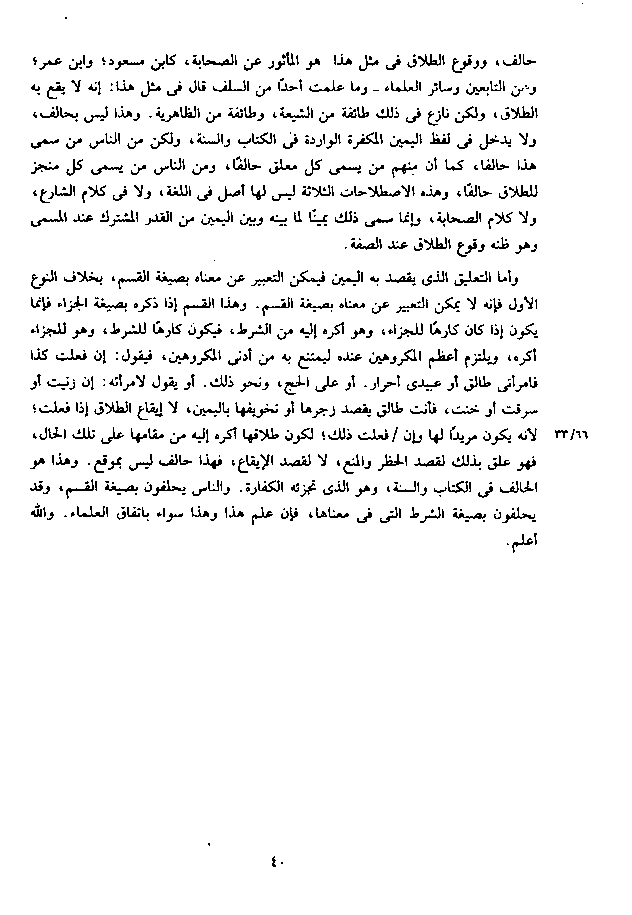 حالف، ووقوع الطلاق فى مثل هذا هو المأثور عن الصحابة، كابن مسعود؛ وابن عمر؛
وعن التابعين وسائر العلماء ـ وما علمت أحدًا من السلف قال فى مثل هذا: إنه لا يقع به
الطلاق، ولكن نازع فى ذلك طائفة من الشيعة، وطائفة من الظاهرية. وهذا ليس بحالف،
ولا يدخل فى لفظ اليمين المكفرة الواردة فى الكتاب والسنة، ولكن من الناس من سمى
هذا حالفا، كما أن منهم من يسمى كل معلق حالفًا، ومن الناس من يسمى كل منجز
للطلاق حالفًا، وهذه الاصطلاحات الثلاثة ليس لها أصل فى اللغة، ولا فى كلام الشارع،
ولا كلام الصحابة، وإنما سمى ذلك يمينًا لما بينه وبين اليمين من القدر المشترك عند المسمى
وهو ظنه وقوع الطلاق عند الصفة.
وأما التعليق الذى يقصد به اليمين فيمكن التعبير عن معناه بصيغة القسم، بخلاف النوع
الأول فإنه لا يمكن التعبير عن معناه بصيغة القسم. وهذا القسم إذا ذكره بصيغة الجزاء فإنما
يكون إذا كان كارهًا للجزاء، وهو أكره إليه من الشرط، فيكون كارهًا للشرط، وهو للجزاء
أكره، ويلتزم أعظم المكروهين عنده ليمتنع به من أدنى المكروهين، فيقول: إن فعلت كذا
فامرأتى طالق أو عبيدى أحرار. أو على الحج، ونحو ذلك. أو يقول لامرأته: إن زنيت أو
سرقت أو خنت، فأنت طالق يقصد زجرها أو تخويفها باليمين، لا إيقاع الطلاق إذا فعلت؛
٣٣/٦٦ لأنه يكون مريدًا لها وإن / فعلت ذلك؛ لكون طلاقها أكره إليه من مقامها على تلك الحال،
فهو علق بذلك لقصد الحظر والمنع، لا لقصد الإيقاع، فهذا حالف ليس بموقع. وهذا هو
الحالف فى الكتاب والسنة، وهو الذى تجزئه الكفارة. والناس يحلفون بصيغة القسم، وقد
يحلفون بصيغة الشرط التى فى معناها، فإن علم هذا وهذا سواء باتفاق العلماء. والله
أعلم.
٤٠